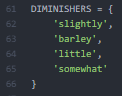 61 DIMINISHERS = {
62 'slightly',
63 'barley',
64 'little',
65 'somewhat'
66 }